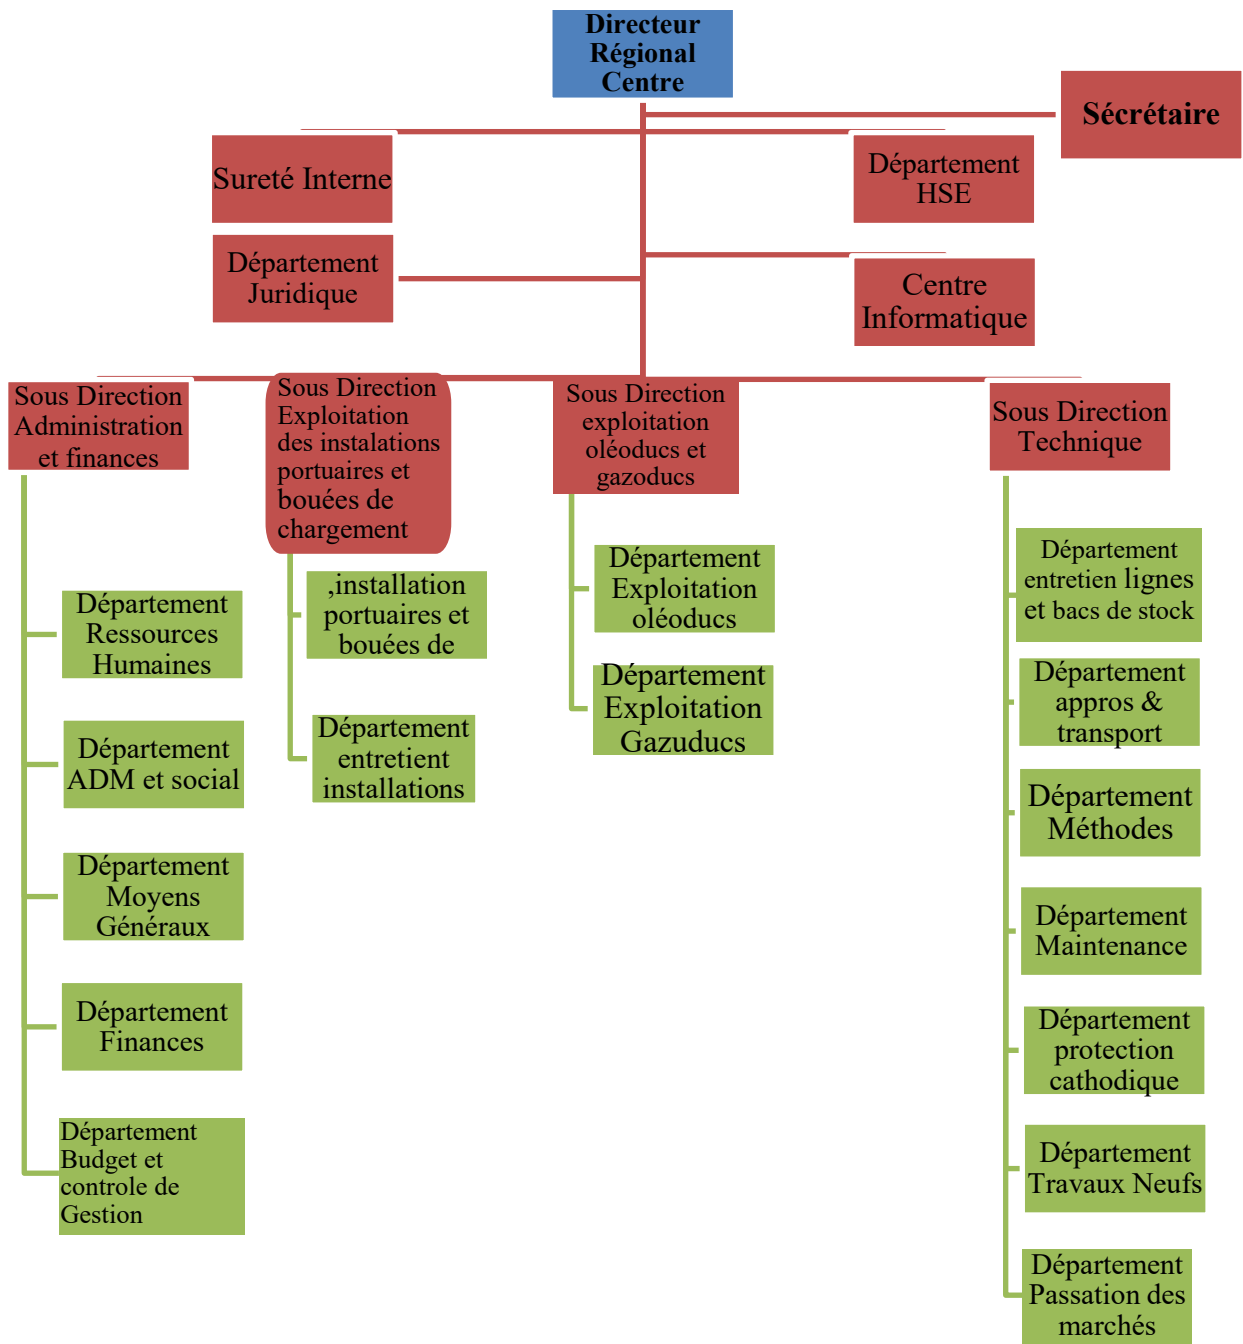 Directeur
Régional
Centre
Sécrétaire
Sureté Interne
Département
HSE
Département
Juridique
Centre
Informatique
Sous Direction
Administration
et finances
Sous Direction
Exploitation
des instalations
portuaires et
bouées de
chargement
Sous Direction
exploitation
oléoducs et
gazoducs
Sous Direction
Technique
Département
Ressources
Humaines
Département
ADM et social
Département
Moyens
Généraux
Département
Finances
Département
Budget et
controle de
Gestion
,installation
portuaires et
bouées de
Département
entretient
installations
Département
Exploitation
oléoducs
Département
Exploitation
Gazuducs
Département
entretien lignes
et bacs de stock
Département
appros &
transport
Département
Méthodes
Département
Maintenance
Département
protection
cathodique
Département
Travaux Neufs
Département
Passation des
marchés